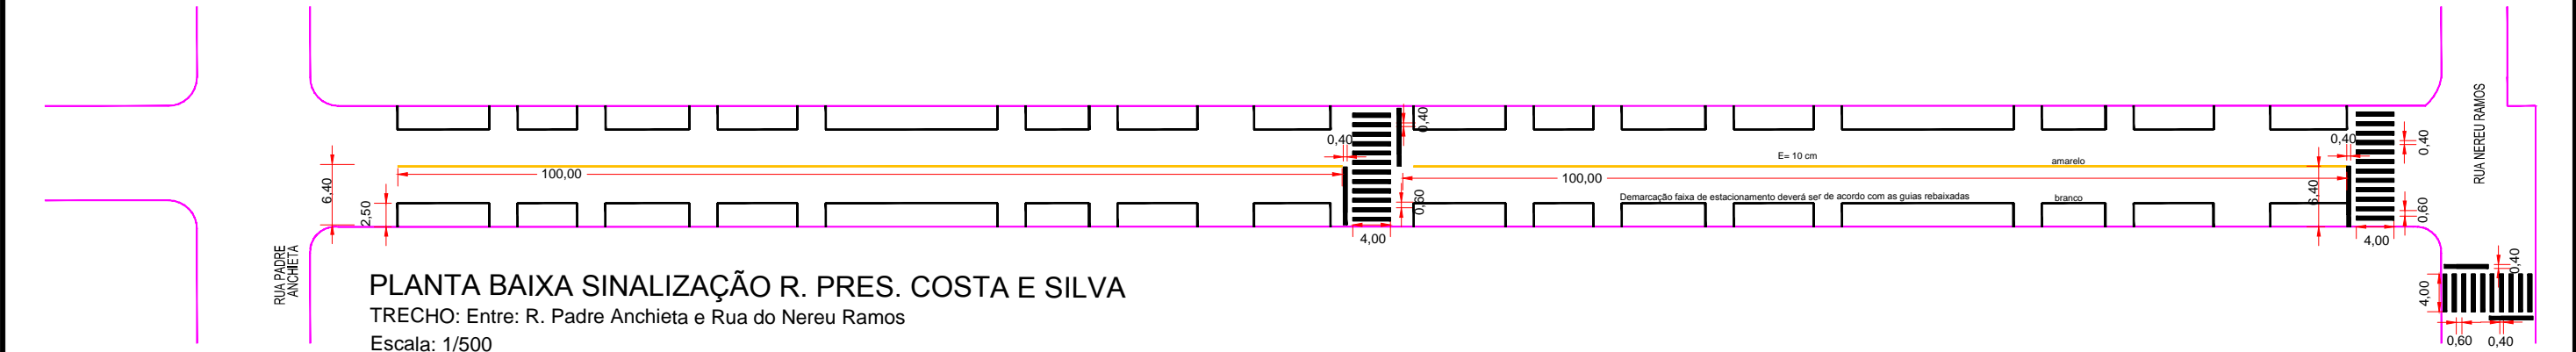 0,40
0,40
0,40
0,40
RUA NEREU RAMOS
E= 10 cm
amarelo
6,40
100,00
100,00
6,40
2,50
0,60
Demarcação faixa de estacionamento deverá ser de acordo com as guias rebaixadas
branco
0,60
4,00
4,00
RUA PADRE
ANCHIETA
0,40
4,00
PLANTA BAIXA SINALIZAÇÃO R. PRES. COSTA E SILVA
TRECHO: Entre: R. Padre Anchieta e Rua do Nereu Ramos
Escala: 1/500
0,60
0,40